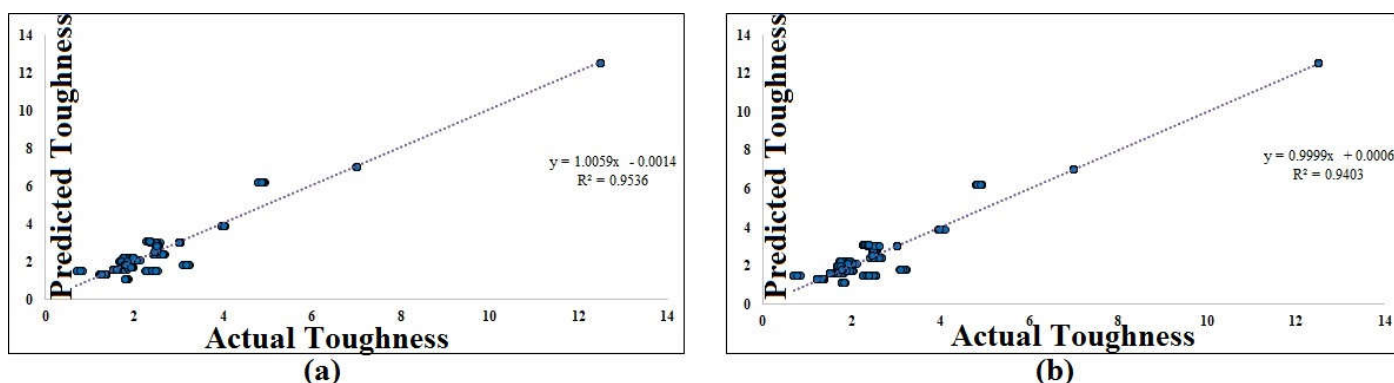 Predicted Toughness
14
12
10
8
6
4
2
0
0 2 4 6 8 10 12 14
y = 1.0059x - 0.0014
R² = 0.9536
Actual Toughness
(a)
Predicted Toughness
14
12
10
8
6
4
2
0
0 2 4 6 8 10 12 14
y = 0.9999x + 0.0006
R² = 0.9403
Actual Toughness
(b)